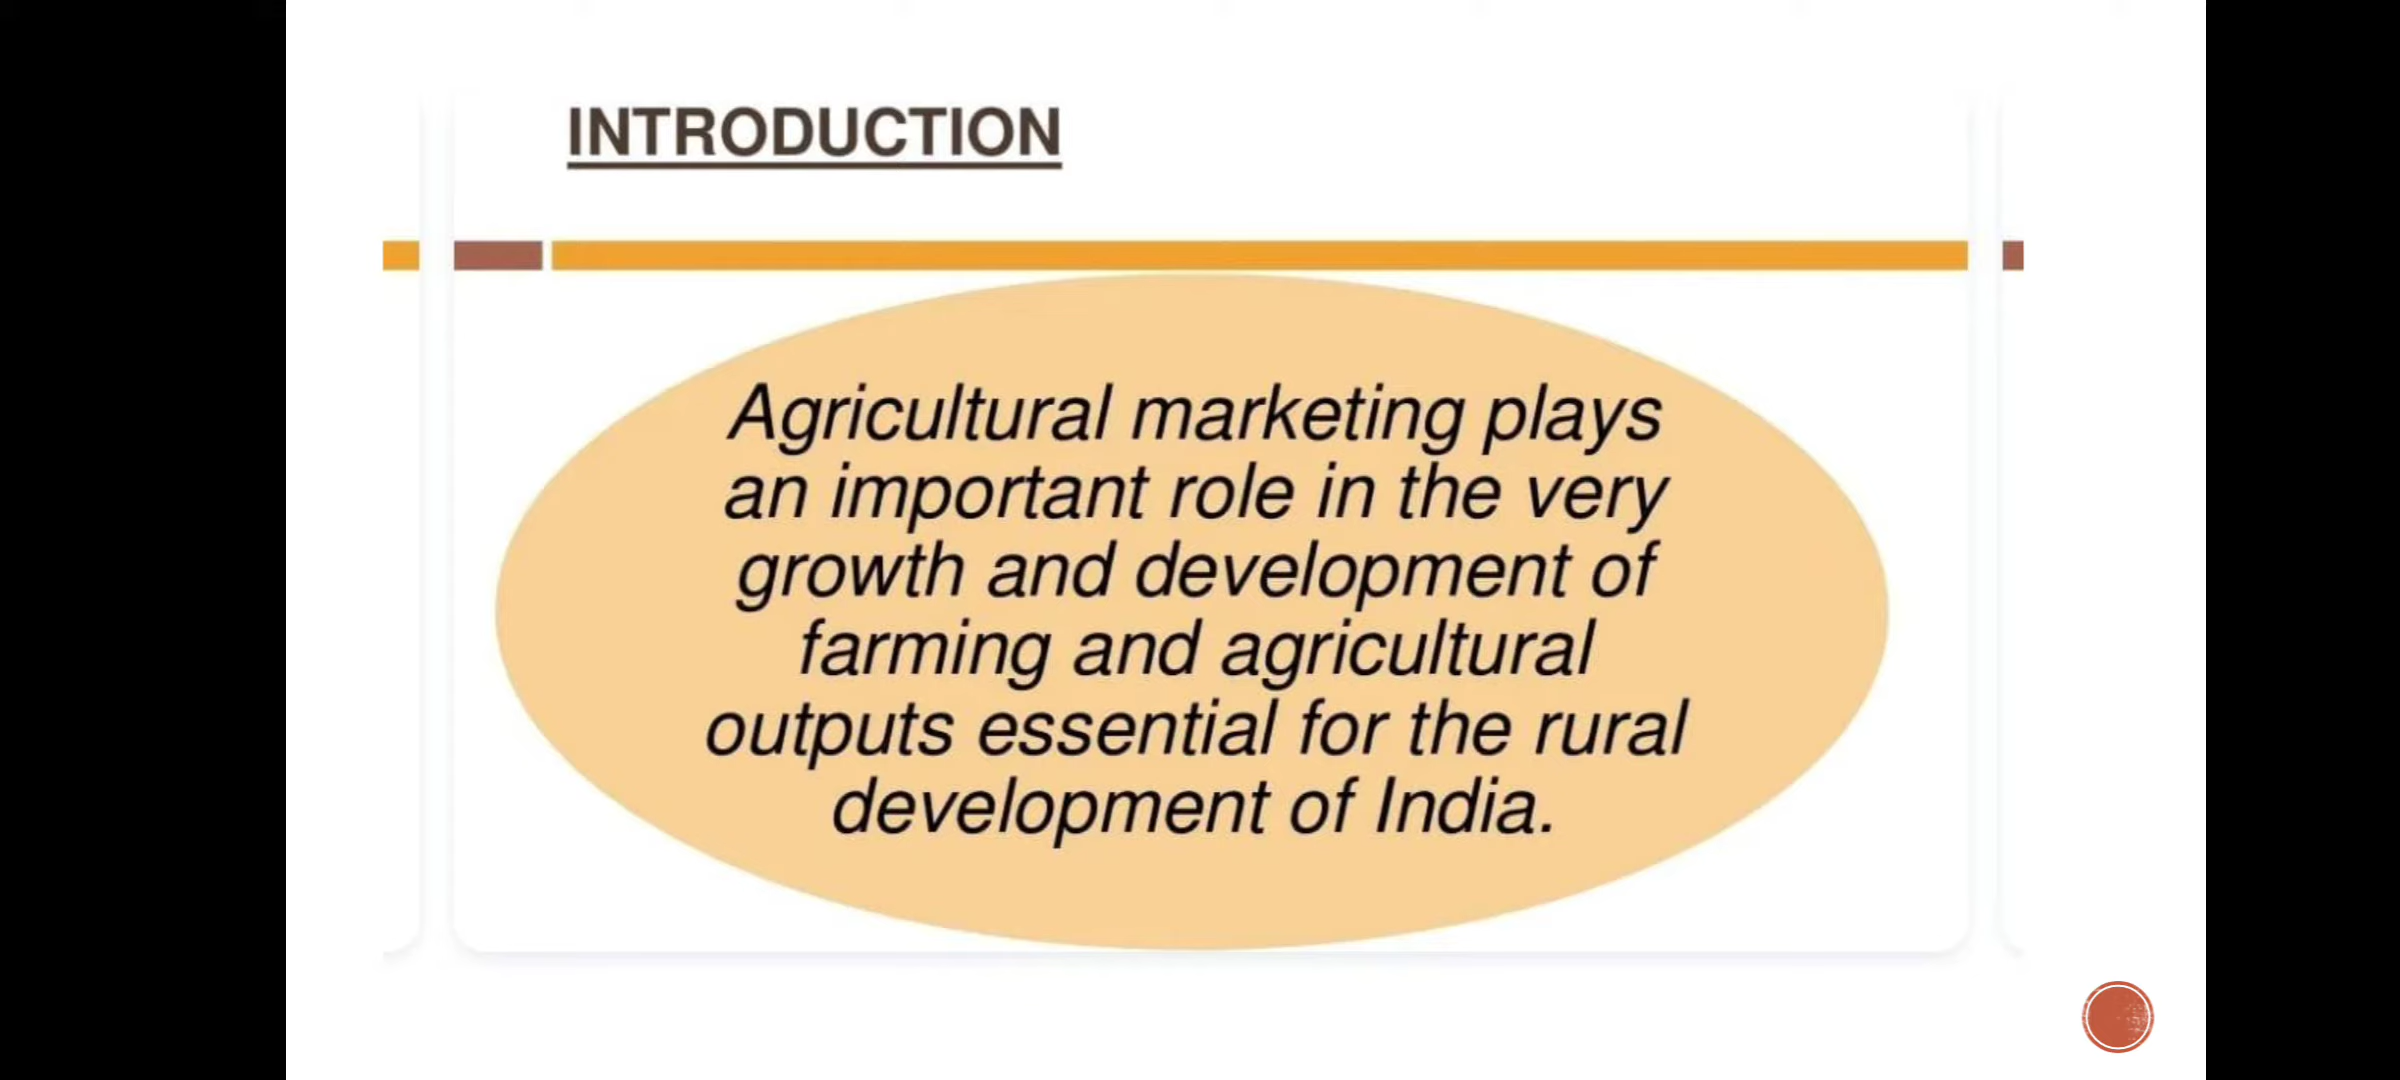 INTRODUCTION
Agricultural marketing plays
an important role in the very
growth and development of
farming and agricultural
outputs essential for the rural
development of India.